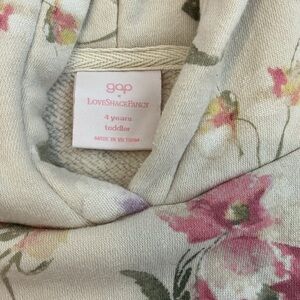 gap
×
LOVESHACKFANCY
4 years
toddler
MADE IN VIETNAM